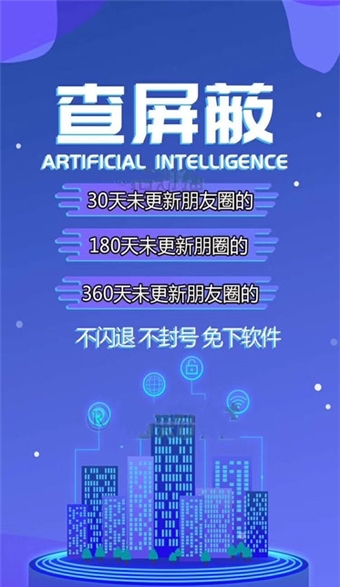 查屏蔽
ARTIFICIAL INTELLIGENCE
30天未更新朋友圈的
180天未更新朋圈的
360天未更新朋友圈的
不闪退 不封号 免下软件